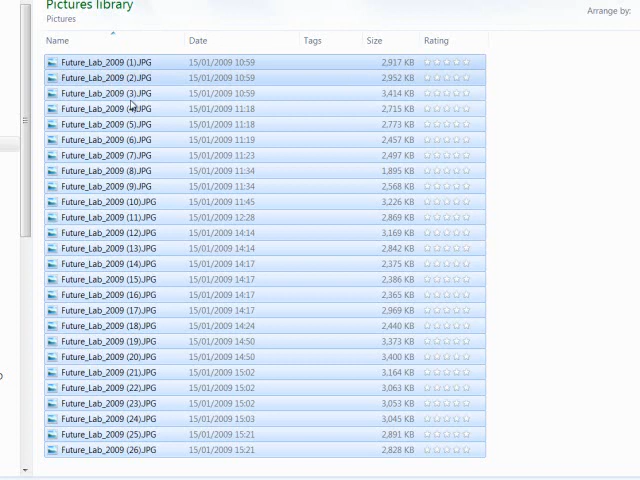 Pictures library
Pictures
Arrange by:
Name Date Tags Size Rating
Future_Lab_2009 (1).JPG 15/01/2009 10:59 2,917 KB
Future_Lab_2009 (2).JPG 15/01/2009 10:59 2,952 KB
Future_Lab_2009 (3).JPG 15/01/2009 10:59 3,414 KB
Future_Lab_2009 (4).JPG 15/01/2009 11:18 2,715 KB
Future_Lab_2009 (5).JPG 15/01/2009 11:18 2,773 KB
Future_Lab_2009 (6).JPG 15/01/2009 11:19 2,457 KB
Future_Lab_2009 (7).JPG 15/01/2009 11:23 2,497 KB
Future_Lab_2009 (8).JPG 15/01/2009 11:34 1,895 KB
Future_Lab_2009 (9).JPG 15/01/2009 11:34 2,568 KB
Future_Lab_2009 (10).JPG 15/01/2009 11:45 3,226 KB
Future_Lab_2009 (11).JPG 15/01/2009 12:28 2,869 KB
Future_Lab_2009 (12).JPG 15/01/2009 14:14 3,169 KB
Future_Lab_2009 (13).JPG 15/01/2009 14:14 2,842 KB
Future_Lab_2009 (14).JPG 15/01/2009 14:17 2,375 KB
Future_Lab_2009 (15).JPG 15/01/2009 14:17 2,386 KB
Future_Lab_2009 (16).JPG 15/01/2009 14:17 2,365 KB
Future_Lab_2009 (17).JPG 15/01/2009 14:17 2,969 KB
Future_Lab_2009 (18).JPG 15/01/2009 14:24 2,440 KB
Future_Lab_2009 (19).JPG 15/01/2009 14:50 3,373 KB
Future_Lab_2009 (20).JPG 15/01/2009 14:50 3,400 KB
Future_Lab_2009 (21).JPG 15/01/2009 15:02 3,164 KB
Future_Lab_2009 (22).JPG 15/01/2009 15:02 3,063 KB
Future_Lab_2009 (23).JPG 15/01/2009 15:02 3,053 KB
Future_Lab_2009 (24).JPG 15/01/2009 15:03 3,045 KB
Future_Lab_2009 (25).JPG 15/01/2009 15:21 2,891 KB
Future_Lab_2009 (26).JPG 15/01/2009 15:21 2,828 KB